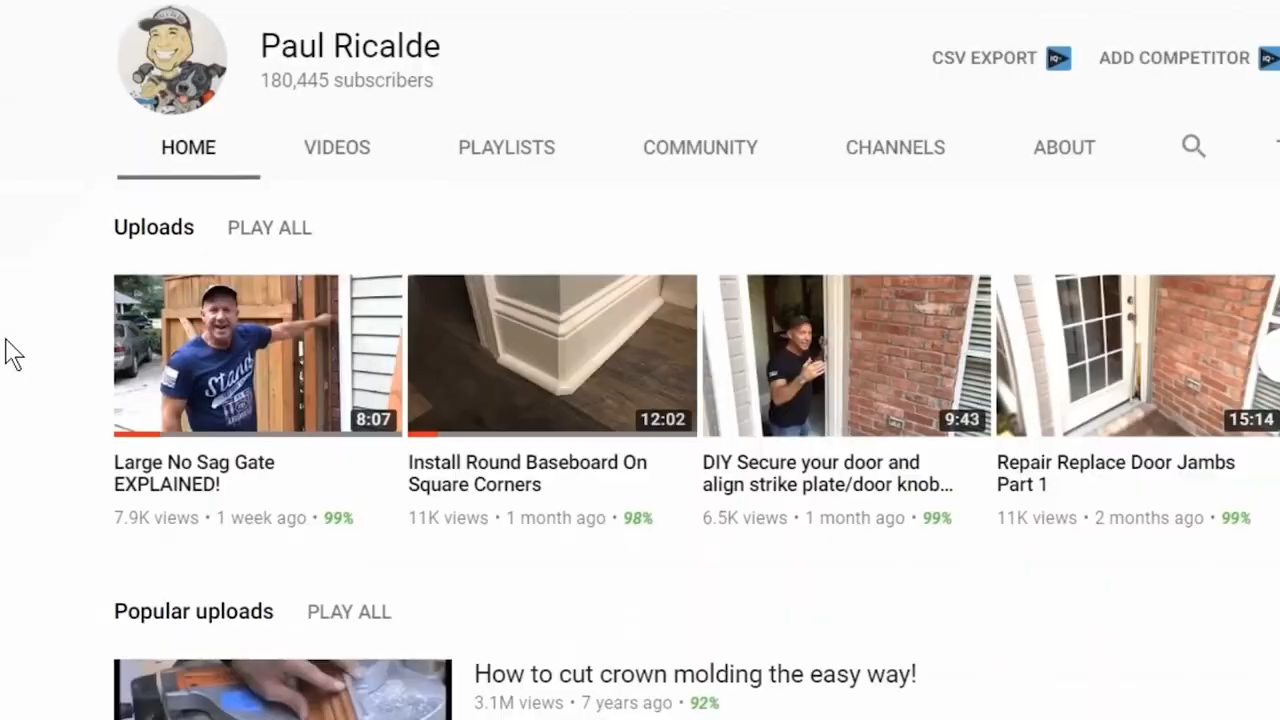 Paul Ricalde
180,445 subscribers
CSV EXPORT
ADD COMPETITOR
HOME VIDEOS PLAYLISTS COMMUNITY CHANNELS ABOUT
Uploads PLAY ALL
Stand
8:07
12:02
9:43
15:14
Large No Sag Gate
EXPLAINED!
7.9K views • 1 week ago • 99%
Install Round Baseboard On
Square Corners
11K views • 1 month ago • 98%
DIY Secure your door and
align strike plate/door knob...
6.5K views • 1 month ago • 99%
Repair Replace Door Jambs
Part 1
11K views • 2 months ago • 99%
Popular uploads PLAY ALL
How to cut crown molding the easy way!
3.1M views • 7 years ago • 92%